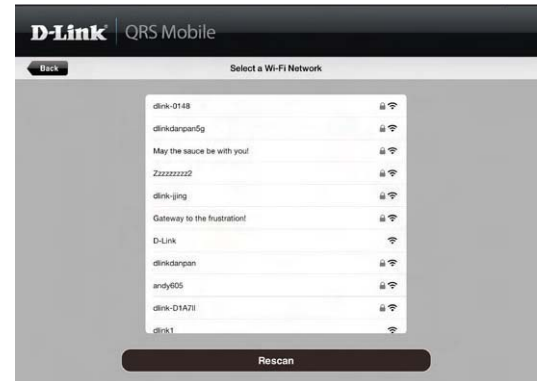 D-Link QRS Mobile
Back Select a Wi-Fi Network
dlink-0148
dlinkdanpan5g
May the sauce be with you!
Zzzzzzzzz2
dlink-jjing
Gateway to the frustration!
D-Link
dlinkdanpan
andy605
dlink-D1A7II
dlink1
Rescan